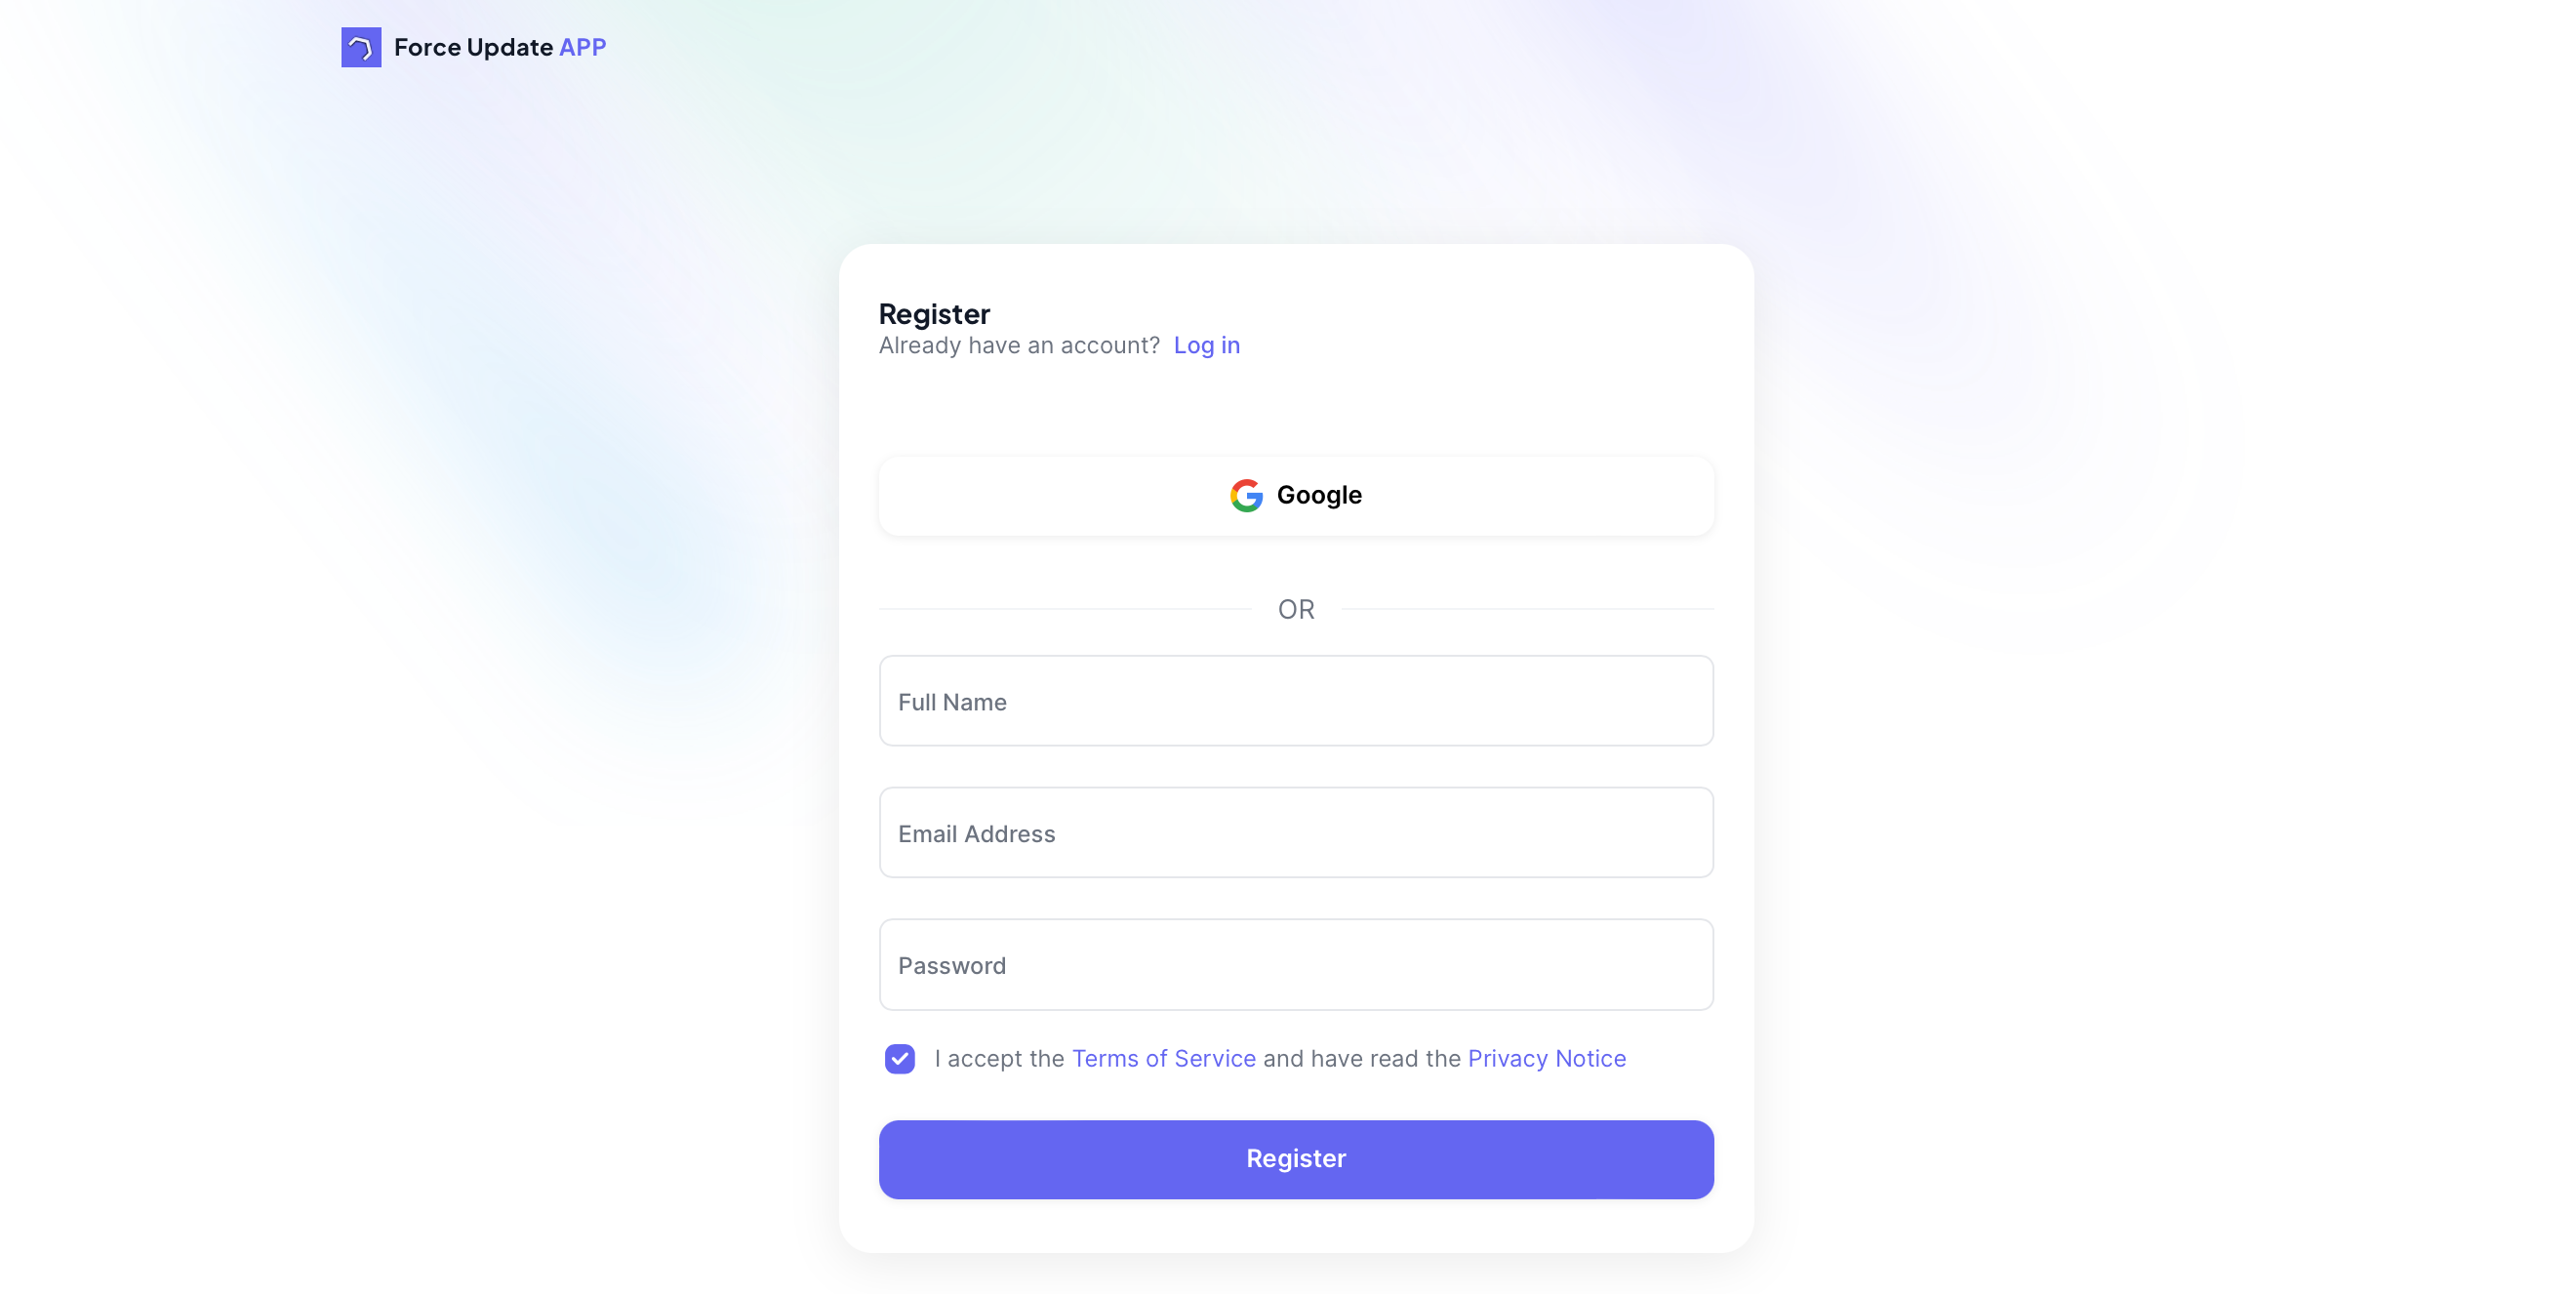 Force Update APP
Register
Already have an account? Log in
Google
OR
Full Name
Email Address
Password
I accept the Terms of Service and have read the Privacy Notice
Register